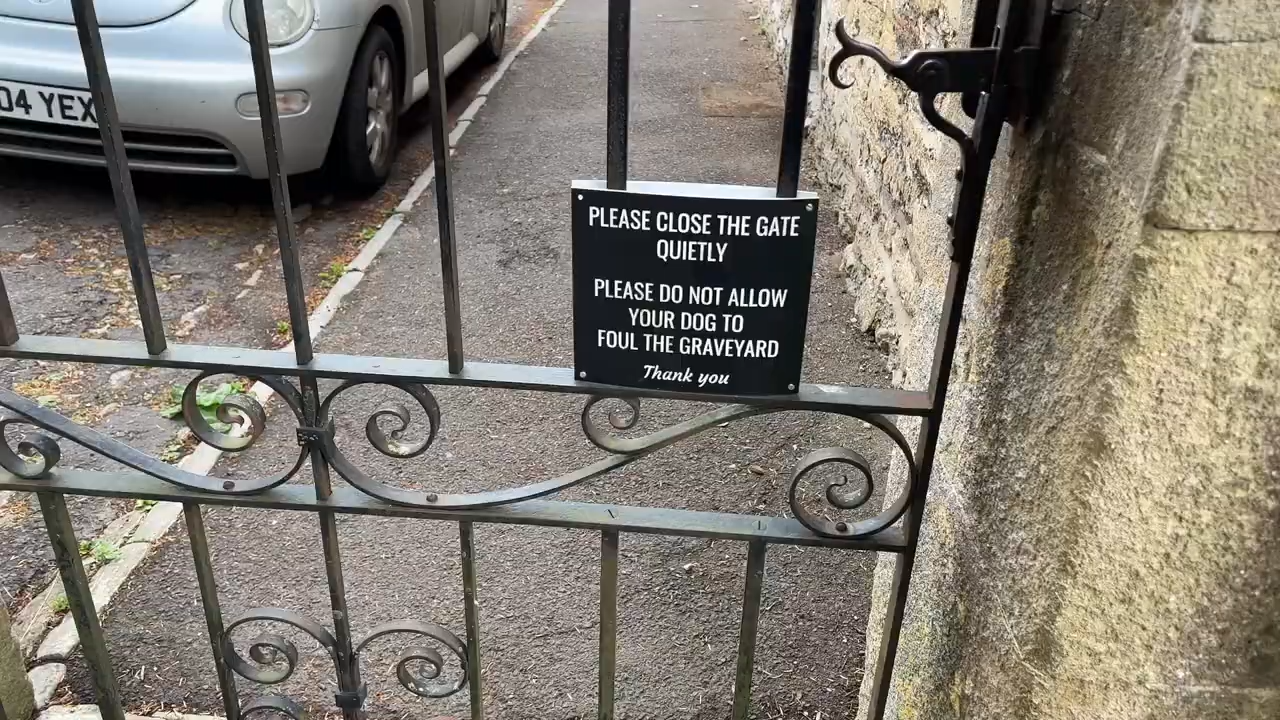 04 YEX
PLEASE CLOSE THE GATE
QUIETLY
PLEASE DO NOT ALLOW
YOUR DOG TO
FOUL THE GRAVEYARD
Thank you